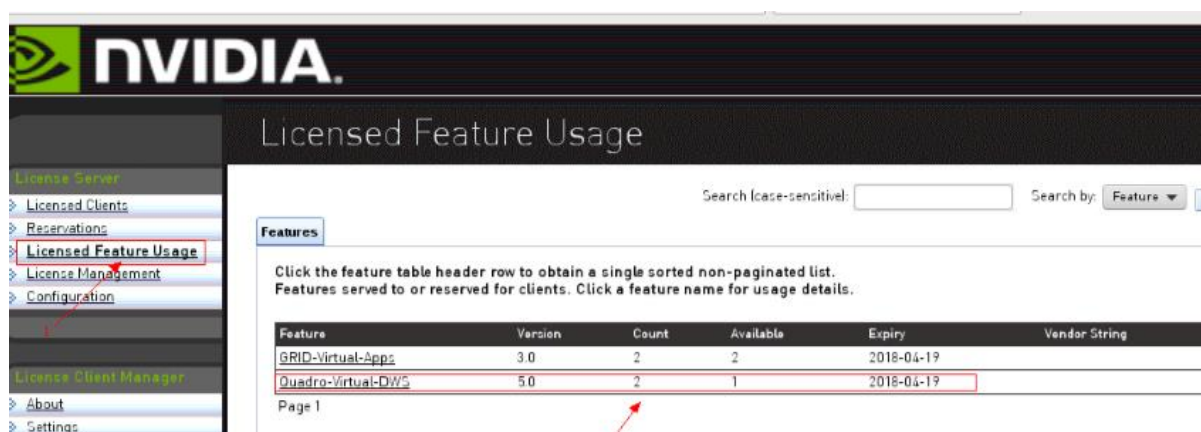 NVIDIA.
Licensed Feature Usage
License Server
Licensed Clients
Reservations
Licensed Feature Usage
License Management
Configuration
1
License Client Manager
About
Settings
Search (case-sensitive):
Search by: Feature
Features
Click the feature table header row to obtain a single sorted non-paginated list.
Features served to or reserved for clients. Click a feature name for usage details.
Feature Version Count Available Expiry Vendor String
GRID-Virtual-Apps 3.0 2 2 2018-04-19
Quadro-Virtual-DWS 5.0 2 1 2018-04-19
Page 1